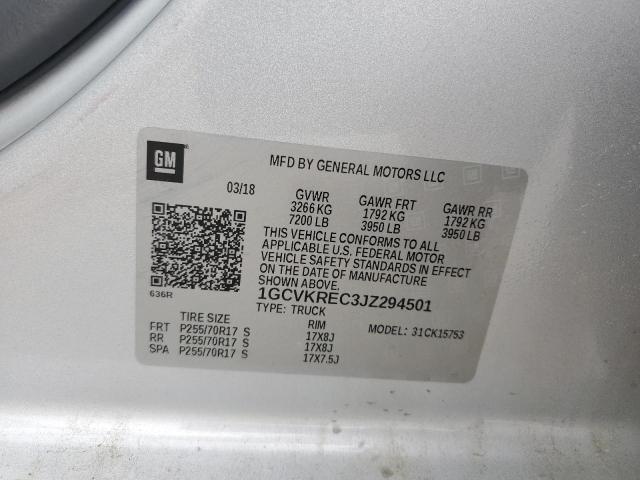 GM
MFD BY GENERAL MOTORS LLC
03/18 GVWR GAWR FRT GAWR RR
3266 KG 1792 KG 1792 KG
7200 LB 3950 LB 3950 LB
THIS VEHICLE CONFORMS TO ALL
APPLICABLE U.S. FEDERAL MOTOR
VEHICLE SAFETY STANDARDS IN EFFECT
ON THE DATE OF MANUFACTURE
SHOWN ABOVE.
636R
1GCVKREC3JZ294501
TYPE: TRUCK
TIRE SIZE RIM MODEL: 31CK15753
FRT P255/70R17 S 17X8J
RR P255/70R17 S 17X8J
SPA P255/70R17 S 17X7.5J